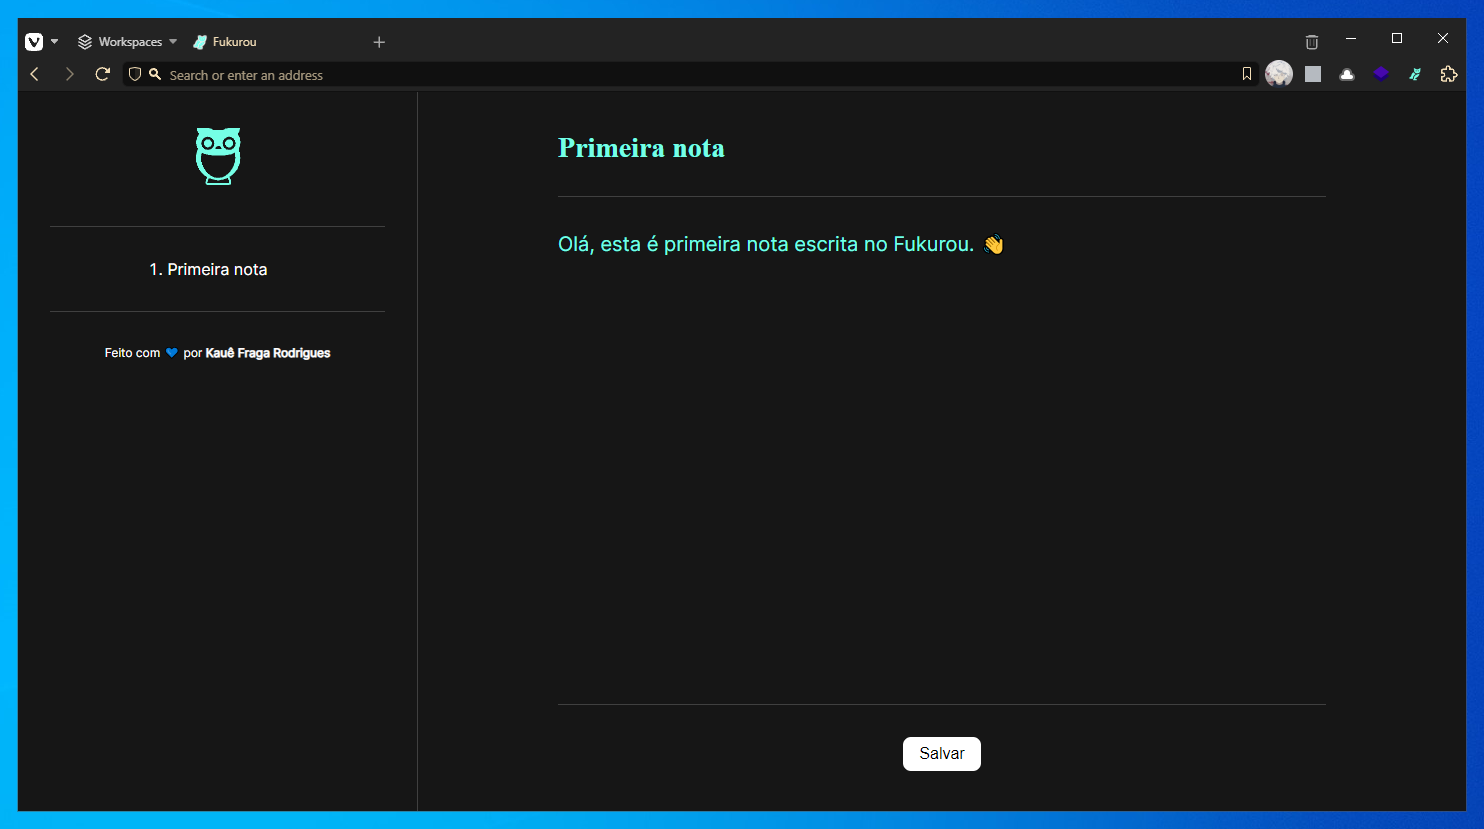 Workspaces
Fukurou
Search or enter an address
1. Primeira nota
Feito com 💙 por Kauê Fraga Rodrigues
Primeira nota
Olá, esta é primeira nota escrita no Fukurou. 👋
Salvar